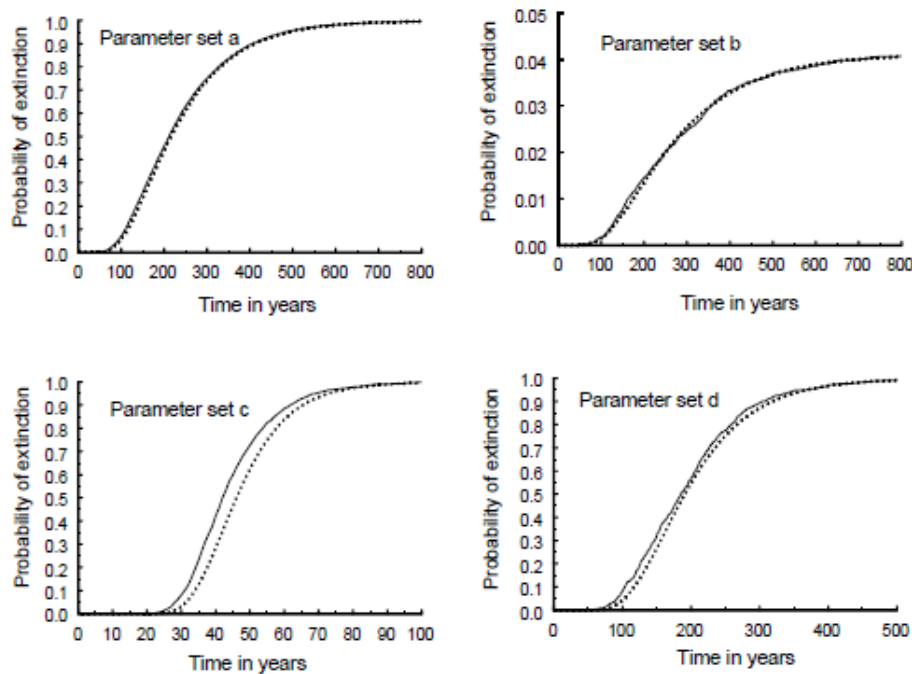 Parameter set a
Probability of extinction
1.0
0.9
0.8
0.7
0.6
0.5
0.4
0.3
0.2
0.1
0.0
0 100 200 300 400 500 600 700 800
Time in years
Parameter set b
Probability of extinction
0.05
0.04
0.03
0.02
0.01
0.00
0 100 200 300 400 500 600 700 800
Time in years
Parameter set c
Probability of extinction
1.0
0.9
0.8
0.7
0.6
0.5
0.4
0.3
0.2
0.1
0.0
0 10 20 30 40 50 60 70 80 90 100
Time in years
Parameter set d
Probability of extinction
1.0
0.9
0.8
0.7
0.6
0.5
0.4
0.3
0.2
0.1
0.0
0 100 200 300 400 500
Time in years